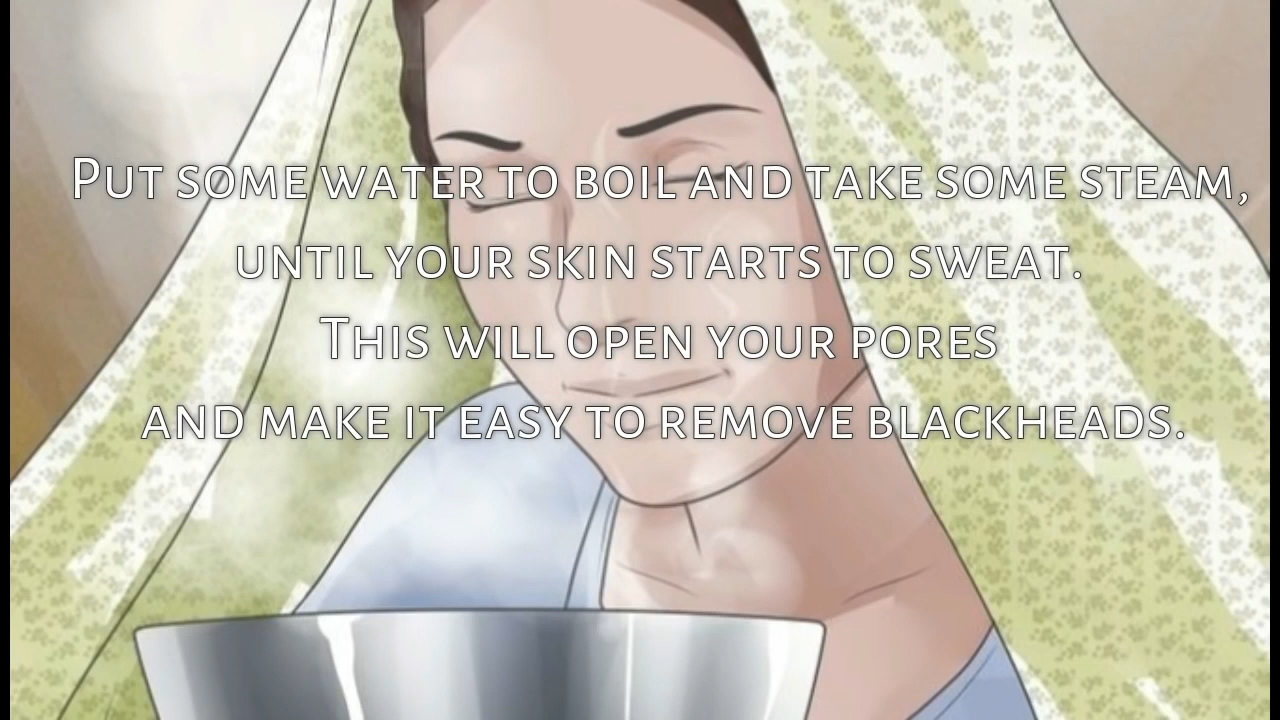 Put some water to boil and take some steam,
until your skin starts to sweat.
This will open your pores
and make it easy to remove blackheads.